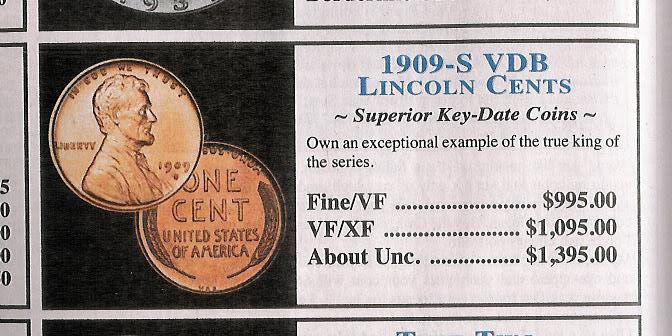 IN GOD WE TRUST
LIBERTY
1909
S
ONE
CENT
UNITED STATES
OF AMERICA
1909-S VDB
LINCOLN CENTS
~ Superior Key-Date Coins ~
Own an exceptional example of the true king of
the series.
Fine/VF ........................ $995.00
VF/XF ...................... $1,095.00
About Unc. ............... $1,395.00